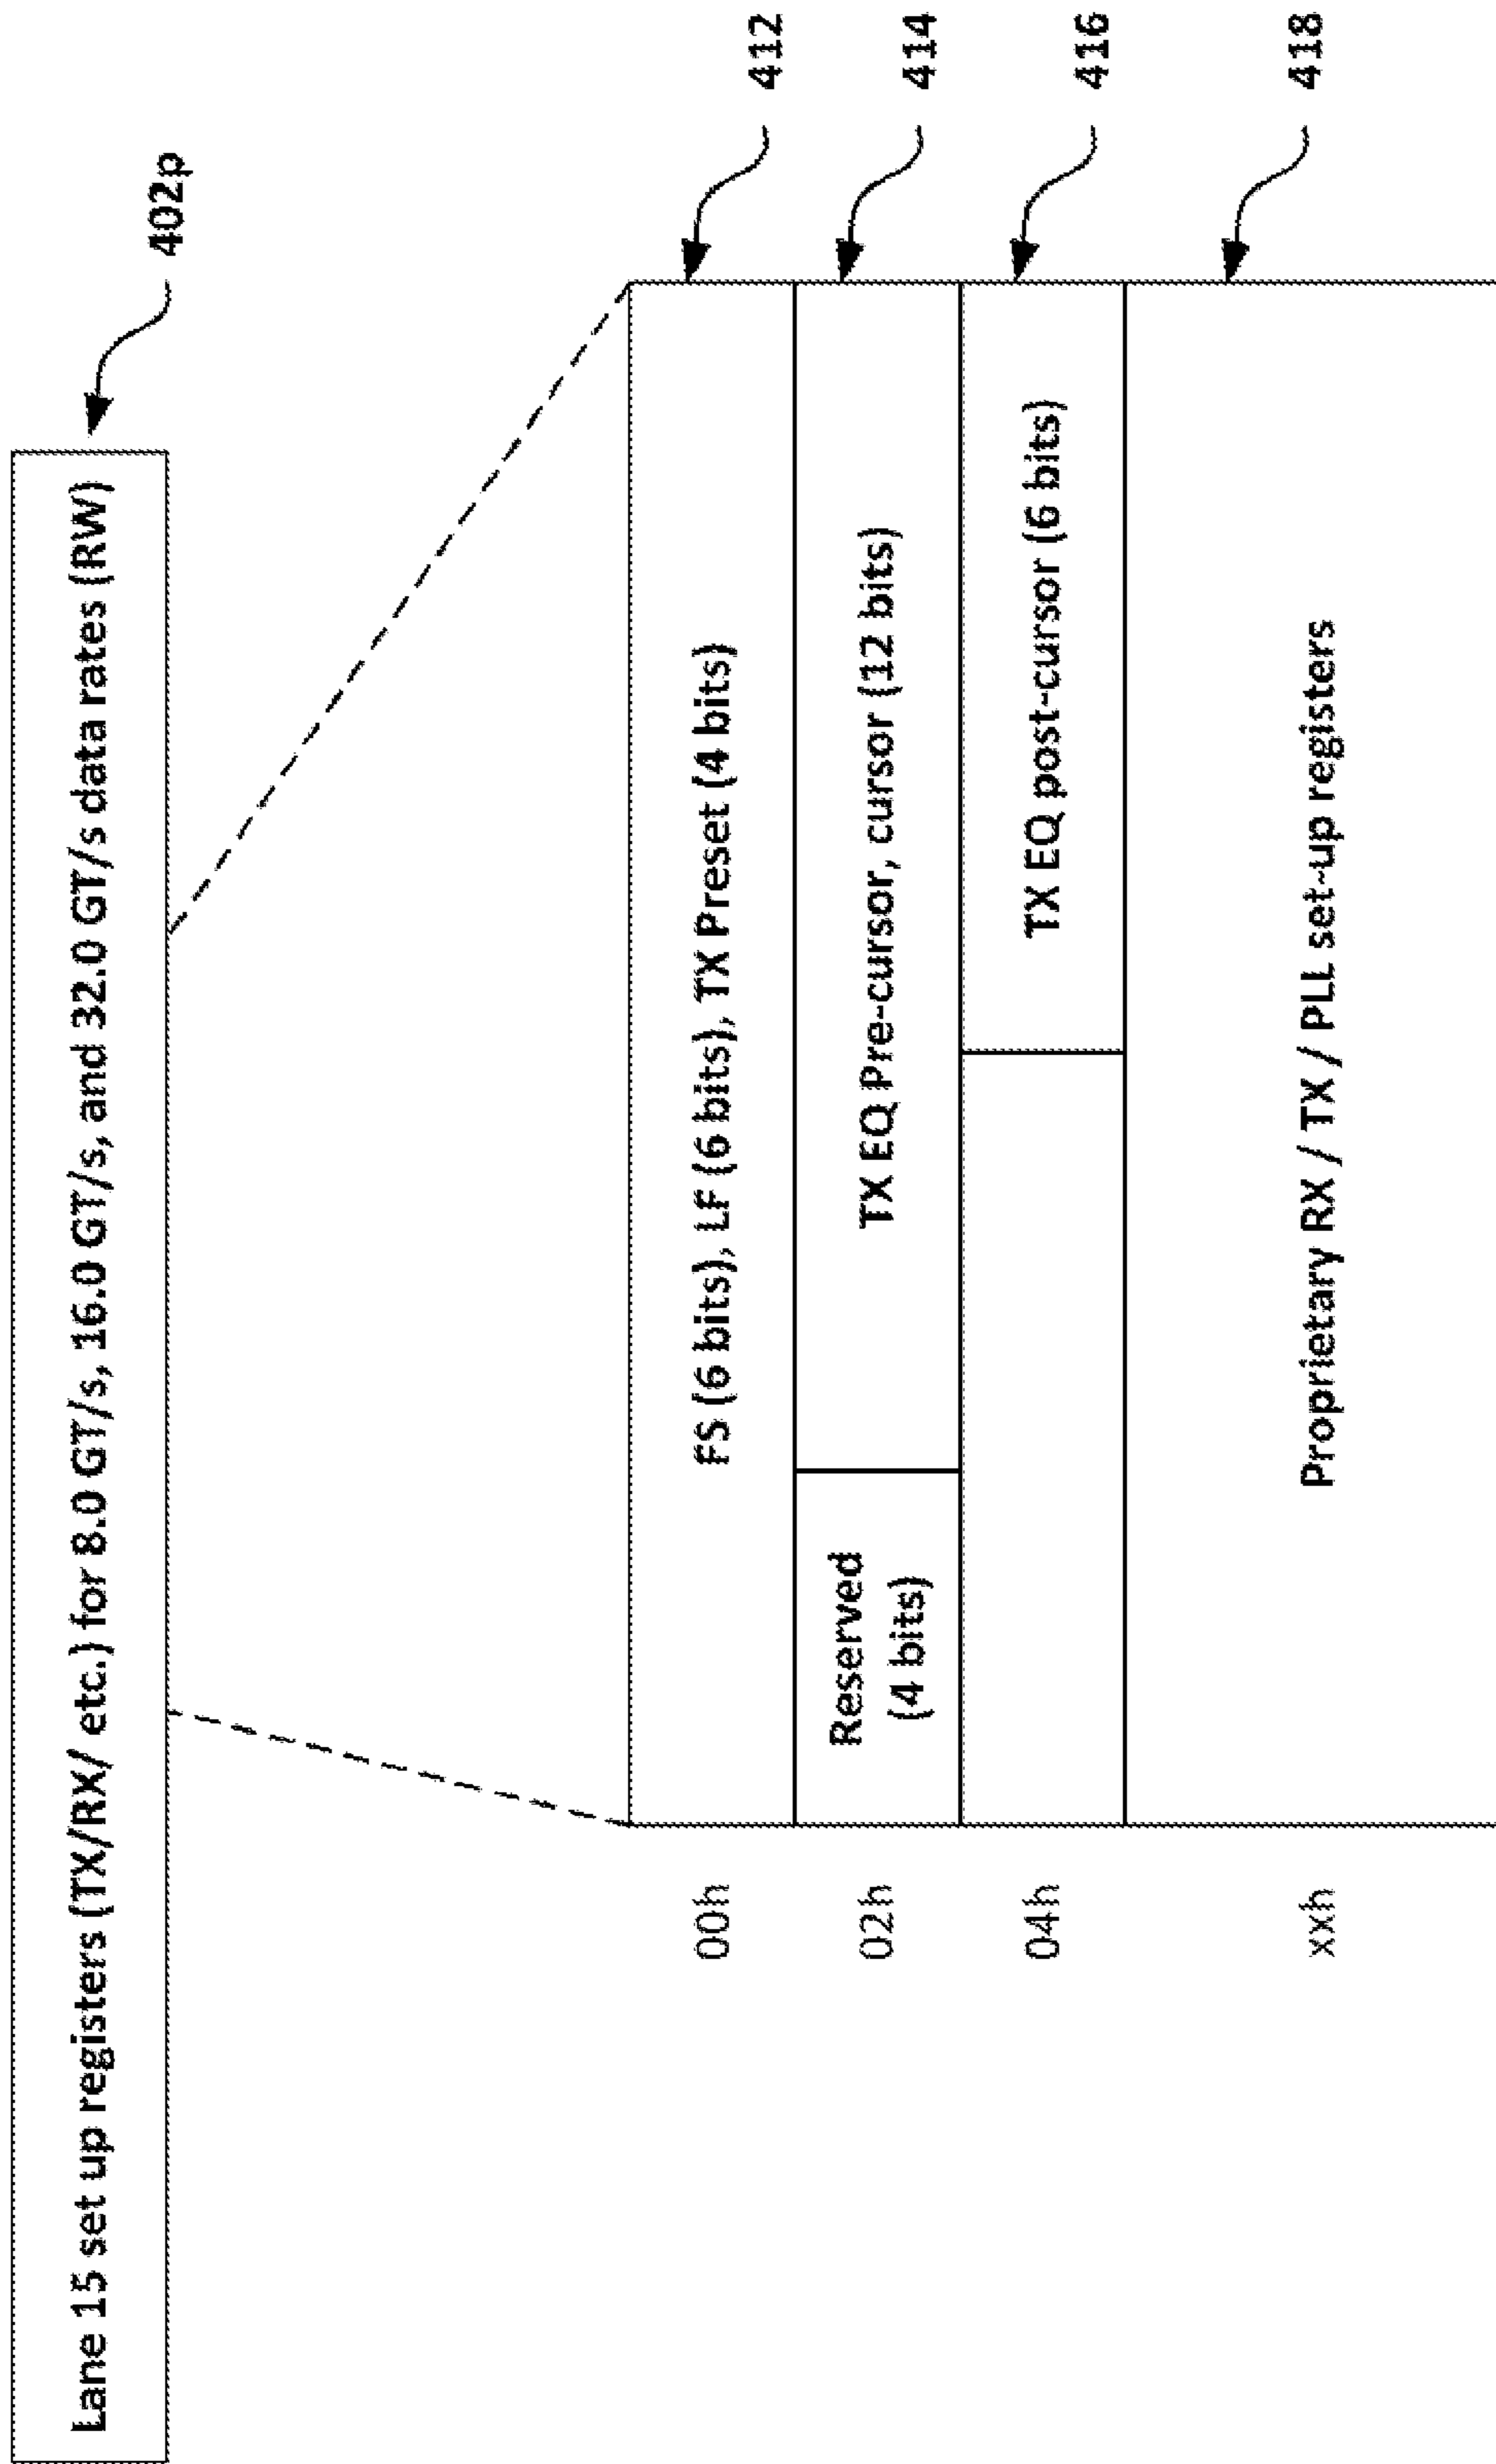 Lane 15 set up registers (TX/RX/ etc.) for 8.0 GT/s, 16.0 GT/s, and 32.0 GT/s data rates (RW)
402p
00h
FS (6 bits), LF (6 bits), TX Preset (4 bits)
412
02h
Reserved
(4 bits)
TX EQ Pre-cursor, cursor (12 bits)
414
04h
TX EQ post-cursor (6 bits)
416
xxh
Proprietary RX / TX / PLL set-up registers
418